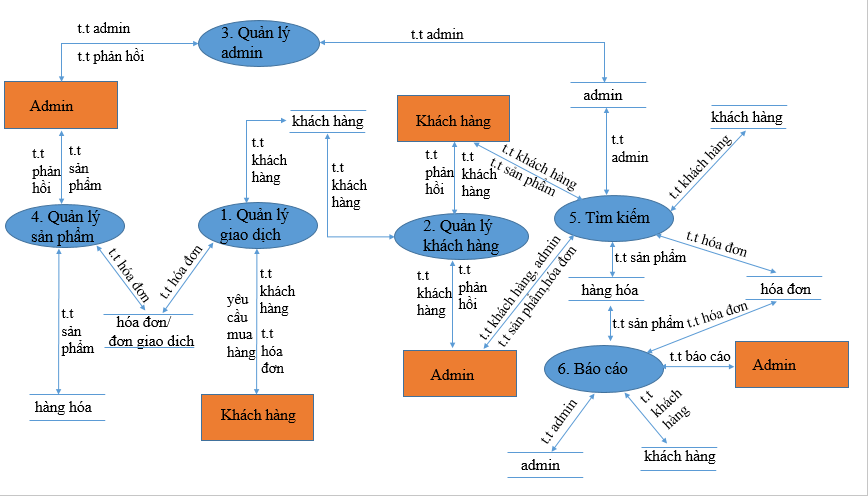 t.t admin
t.t phản hồi
3. Quản lý
admin
t.t admin
Admin
admin
khách hàng
Khách hàng
khách hàng
t.t
phản
hồi
t.t
sản
phẩm
t.t
khách
hàng
t.t
khách
hàng
t.t
phản
hồi
t.t
khách
hàng
t.t khách hàng
t.t sản phẩm
t.t
admin
t.t khách hàng
4. Quản lý
sản phẩm
1. Quản lý
giao dịch
2. Quản lý
khách hàng
5. Tìm kiếm
t.t hóa đơn
t.t hóa đơn
t.t
khách
hàng
t.t
phản
hồi
t.t khách hàng, admin
t.t sản phẩm,hóa đơn
t.t sản phẩm
t.t hóa đơn
yêu
cầu
mua
hàng
t.t
khách
hàng
t.t
hóa
đơn
t.t
sản
phẩm
hóa đơn/
đơn giao dịch
hàng hóa
hóa đơn
t.t sản phẩm
t.t hóa đơn
Admin
6. Báo cáo
t.t báo cáo
Admin
hàng hóa
Khách hàng
t.t admin
t.t
khách
hàng
admin
khách hàng